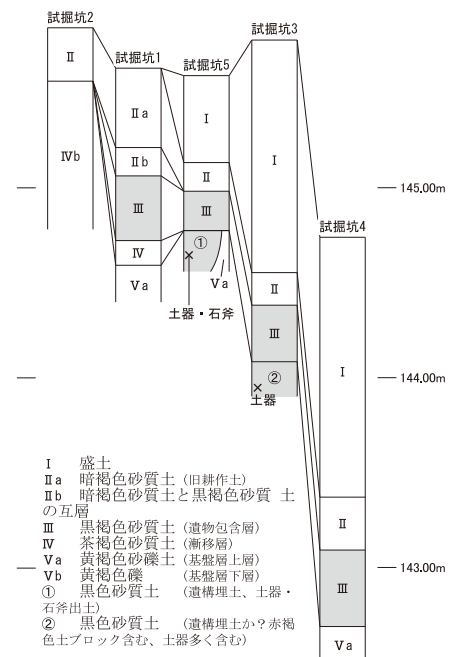 試掘坑2
試掘坑3
試掘坑1
試掘坑5
Ⅱ
Ⅱa
Ⅰ
Ⅰ
Ⅳb
Ⅱb
Ⅱ
145.00m
Ⅲ
Ⅲ
試掘坑4
①
Ⅳ
Ⅴa
Ⅴa
Ⅱ
土器・石斧
Ⅲ
Ⅰ
②
144.00m
土器
Ⅰ 盛土
Ⅱa 暗褐色砂質土(旧耕作土)
Ⅱb 暗褐色砂質土と黒褐色砂質 土
の互層
Ⅲ 黒褐色砂質土(遺物包含層)
Ⅳ 茶褐色砂質土(漸移層)
Ⅴa 黄褐色砂礫土(基盤層上層)
Ⅴb 黄褐色礫 (基盤層下層)
① 黒色砂質土 (遺構埋土、土器・
石斧出土)
② 黒色砂質土 (遺構埋土か?赤褐
色土ブロック含む、土器多く含む)
Ⅱ
143.00m
Ⅲ
Ⅴa